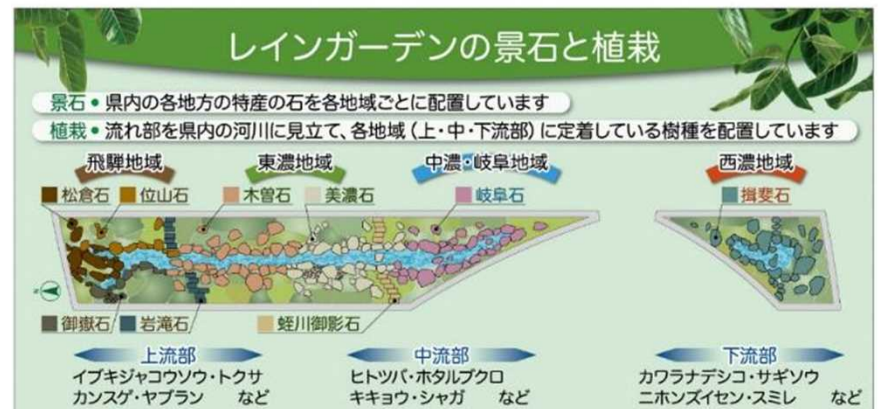 レインガーデンの景石と植栽
景石・県内の各地方の特産の石を各地域ごとに配置しています
植栽・流れ部を県内の河川に見立て、各地域(上・中・下流部)に定着している樹種を配置しています
飛騨地域 東濃地域 中濃・岐阜地域 西濃地域
松倉石 位山石 木曽石 美濃石 岐阜石 揖斐石
御嶽石 岩滝石 蛭川御影石
上流部 中流部 下流部
イブキジャコウソウ・トクサ ヒトツバ・ホタルブクロ カワラナデシコ・サギソウ
カンスゲ・ヤブラン など キキョウ・シャガ など ニホンズイセン・スミレ など